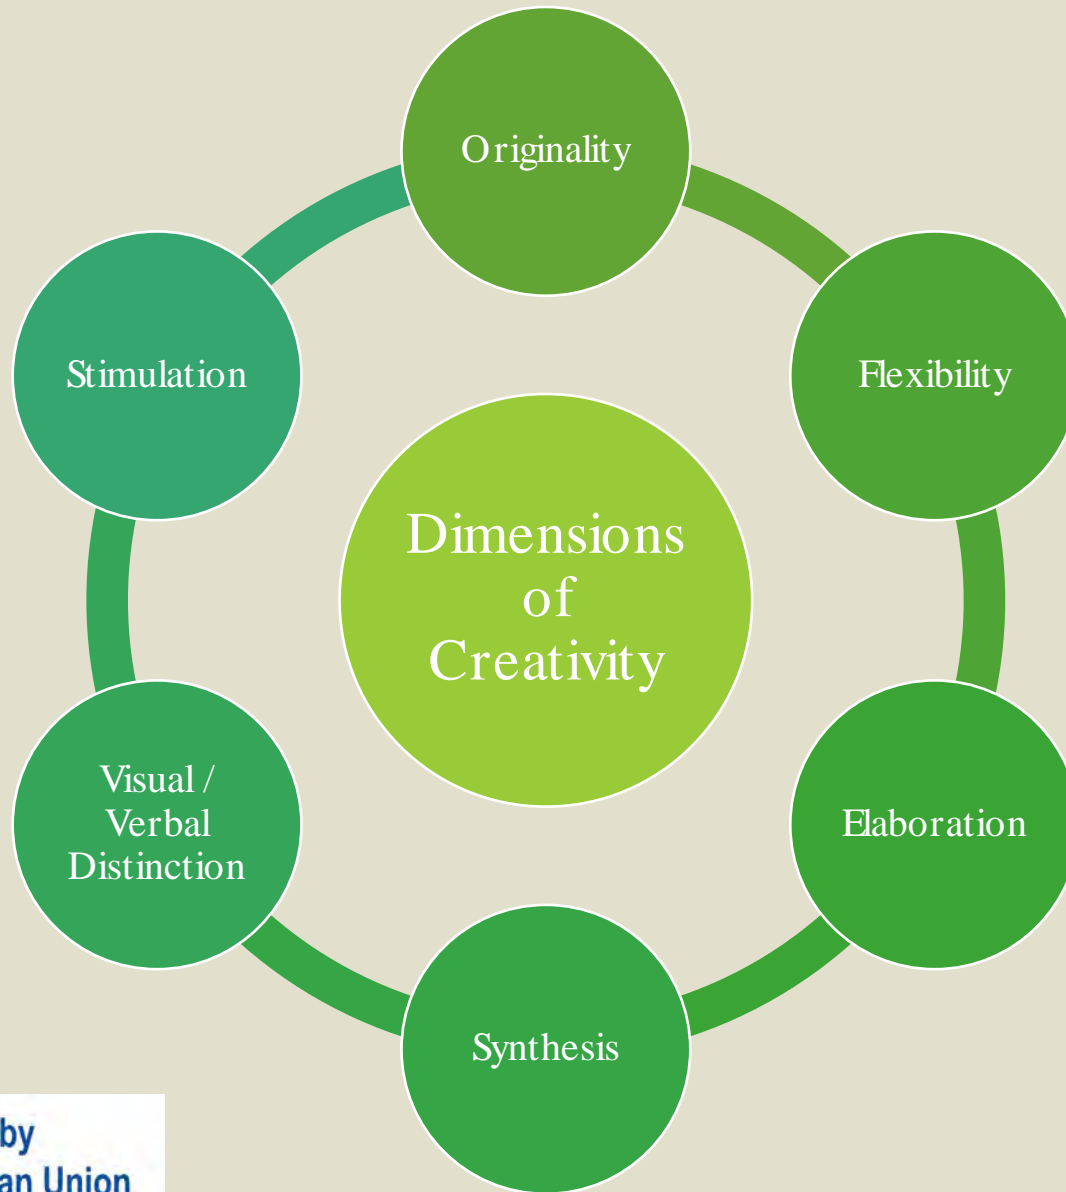 Originality
Stimulation
Flexibility
Dimensions
of
Creativity
Visual /
Verbal
Distinction
Elaboration
Synthesis
by
an Union